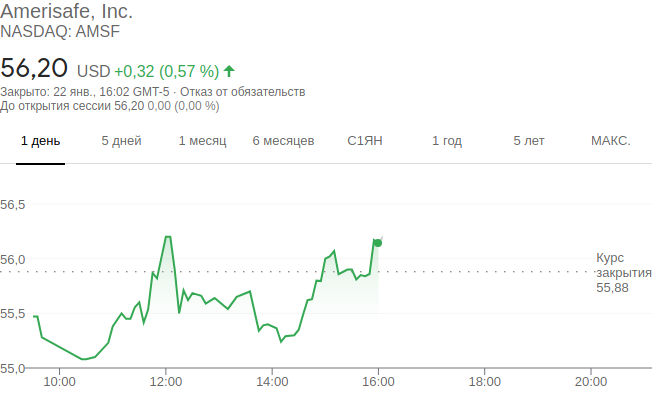 Amerisafe, Inc.
NASDAQ: AMSF
56,20 USD +0,32 (0,57 %)
Закрыто: 22 янв., 16:02 GMT-5 · Отказ от обязательств
До открытия сессии 56,20 0,00 (0,00 %)
1 день 5 дней 1 месяц 6 месяцев С1ЯН 1 год 5 лет МАКС.
56,5
56,0
Курс
закрытия
55,88
55,5
55,0
10:00 12:00 14:00 16:00 18:00 20:00